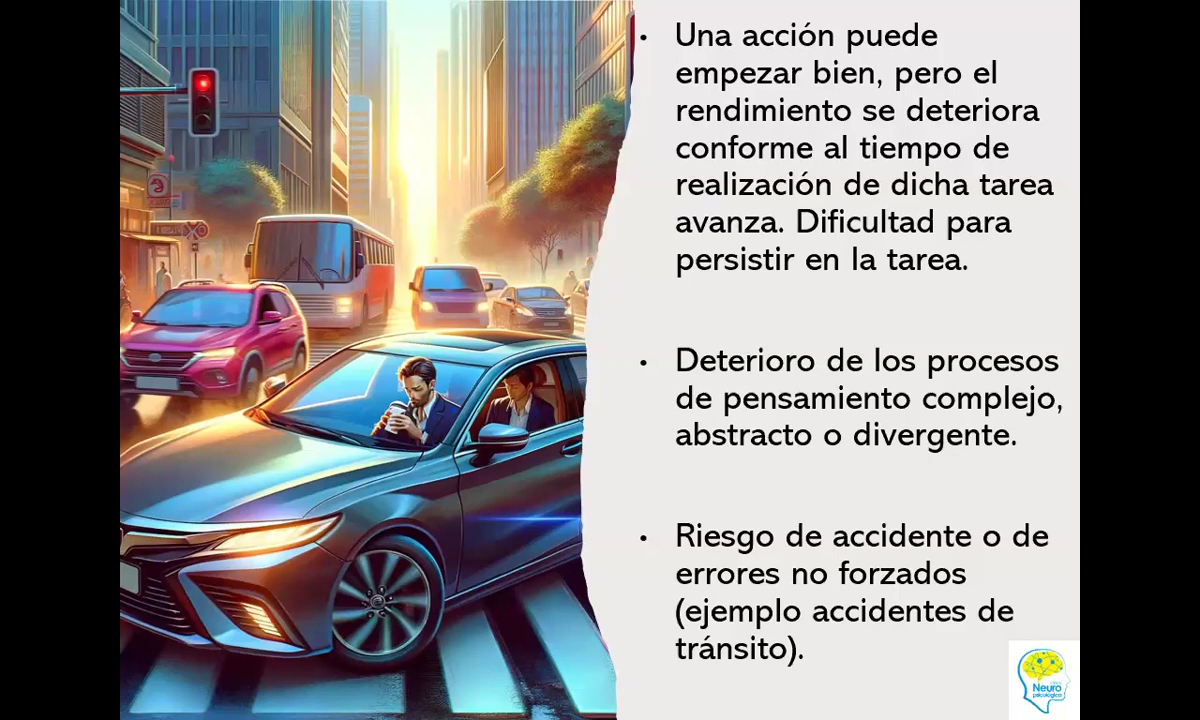 • Una acción puede
empezar bien, pero el
rendimiento se deteriora
conforme al tiempo de
realización de dicha tarea
avanza. Dificultad para
persistir en la tarea.
• Deterioro de los procesos
de pensamiento complejo,
abstracto o divergente.
• Riesgo de accidente o de
errores no forzados
(ejemplo accidentes de
tránsito).
Neuro
psicológica